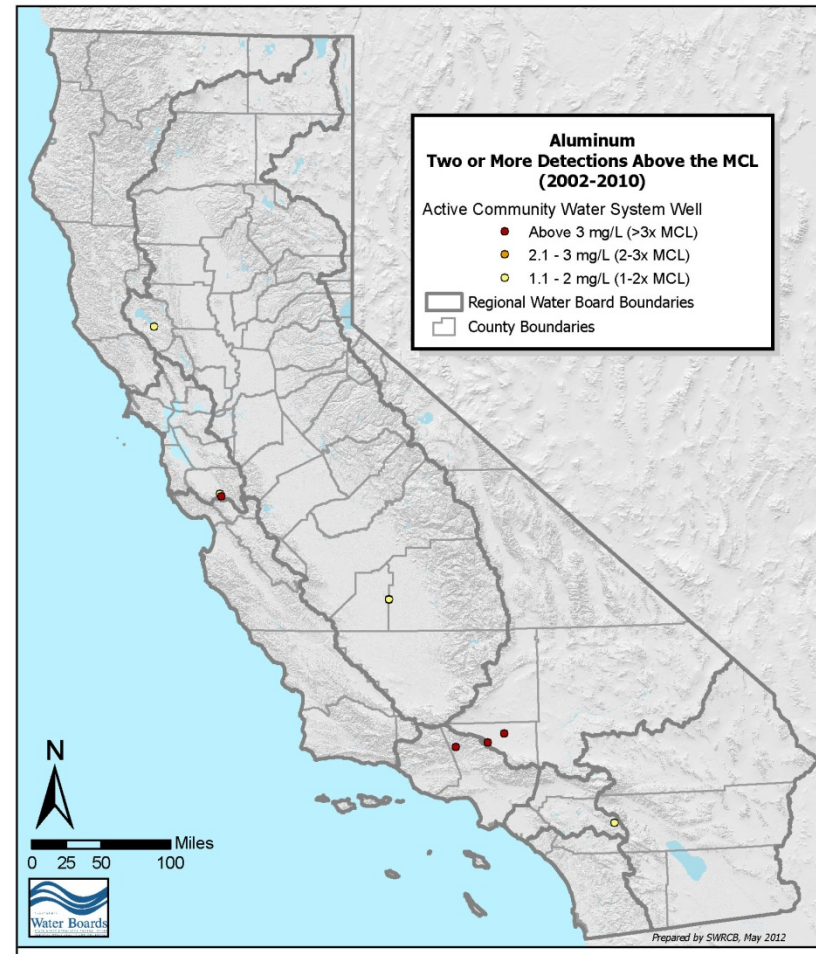 Aluminum
Two or More Detections Above the MCL
(2002-2010)
Active Community Water System Well
Above 3 mg/L (>3x MCL)
2.1 - 3 mg/L (2-3x MCL)
1.1 - 2 mg/L (1-2x MCL)
Regional Water Board Boundaries
County Boundaries
N
Miles
0 25 50 100
Water Boards
Prepared by SWRCB, May 2012